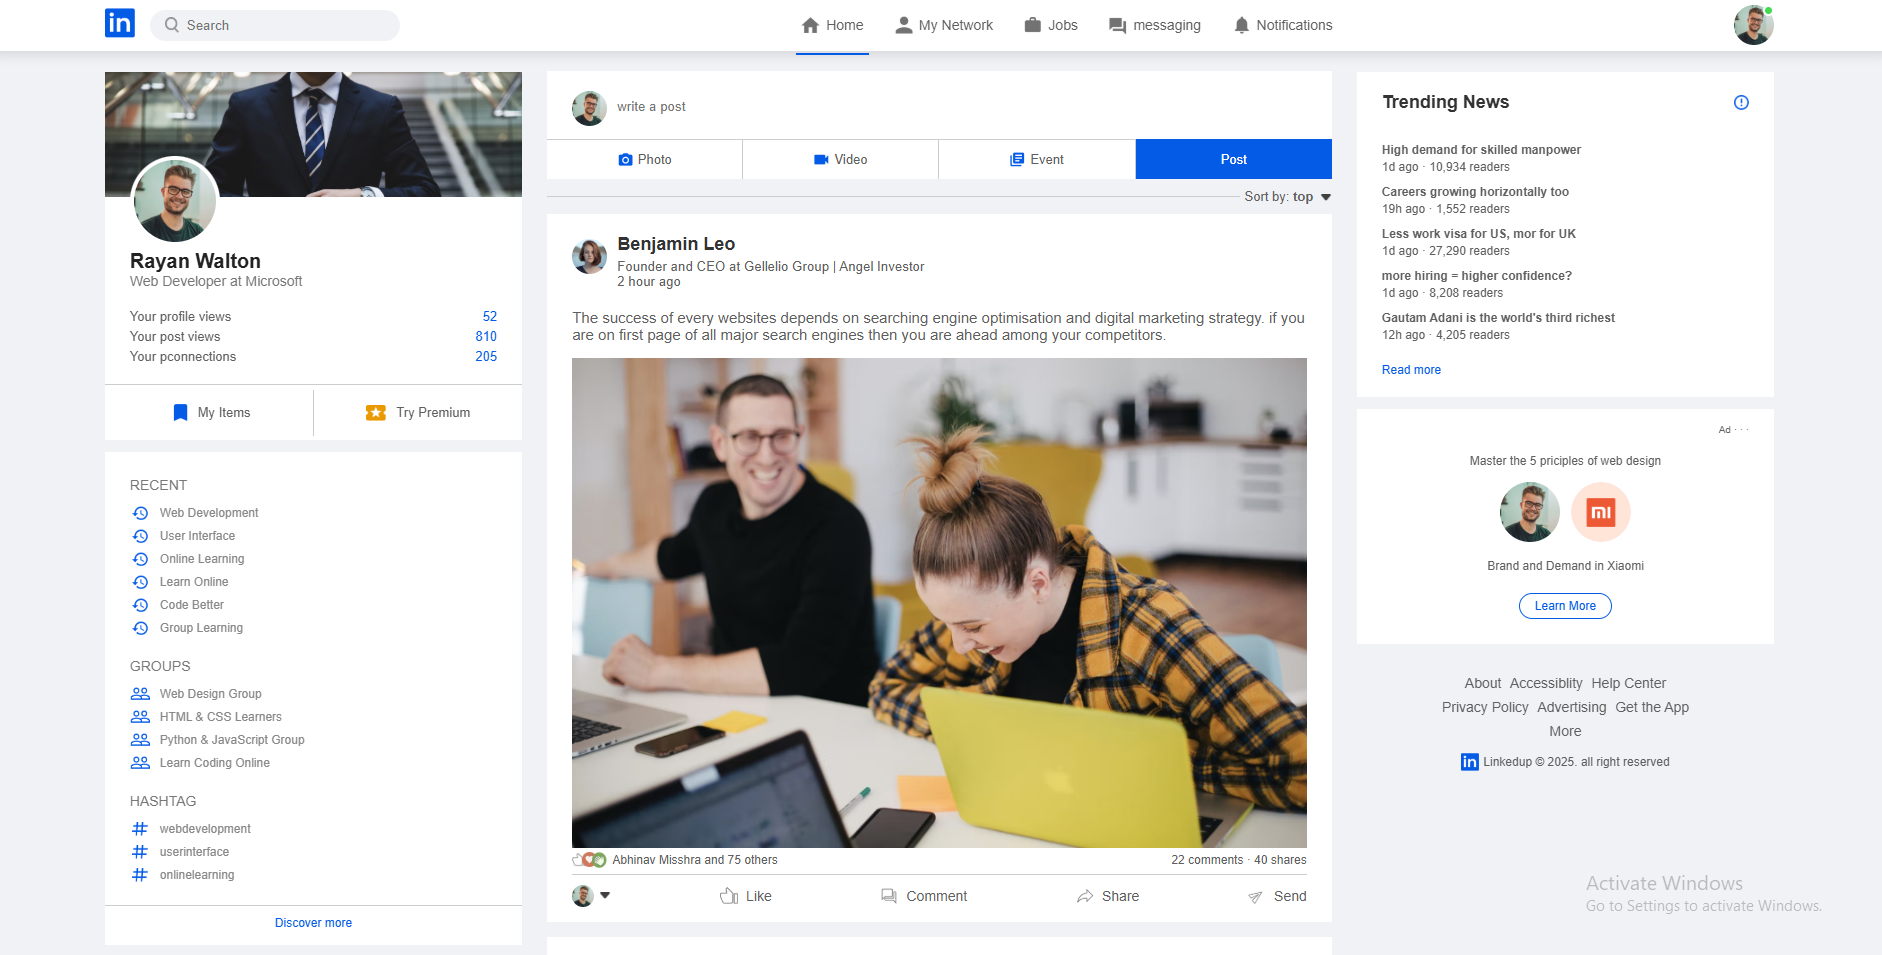 in
Search
Home
My Network
Jobs
messaging
Notifications
Rayan Walton
Web Developer at Microsoft
Your profile views 52
Your post views 810
Your pconnections 205
My Items
Try Premium
RECENT
Web Development
User Interface
Online Learning
Learn Online
Code Better
Group Learning
GROUPS
Web Design Group
HTML & CSS Learners
Python & JavaScript Group
Learn Coding Online
HASHTAG
# webdevelopment
# userinterface
# onlinelearning
Discover more
write a post
Photo
Video
Event
Post
Sort by: top
Benjamin Leo
Founder and CEO at Gellelio Group | Angel Investor
2 hour ago
The success of every websites depends on searching engine optimisation and digital marketing strategy. if you
are on first page of all major search engines then you are ahead among your competitors.
Abhinav Misshra and 75 others
22 comments · 40 shares
Like
Comment
Share
Send
Trending News
High demand for skilled manpower
1d ago · 10,934 readers
Careers growing horizontally too
19h ago · 1,552 readers
Less work visa for US, mor for UK
1d ago · 27,290 readers
more hiring = higher confidence?
1d ago · 8,208 readers
Gautam Adani is the world's third richest
12h ago · 4,205 readers
Read more
Ad · · ·
Master the 5 priciples of web design
mi
Brand and Demand in Xiaomi
Learn More
About Accessiblity Help Center
Privacy Policy Advertising Get the App
More
in Linkedup © 2025. all right reserved
Activate Windows
Go to Settings to activate Windows.